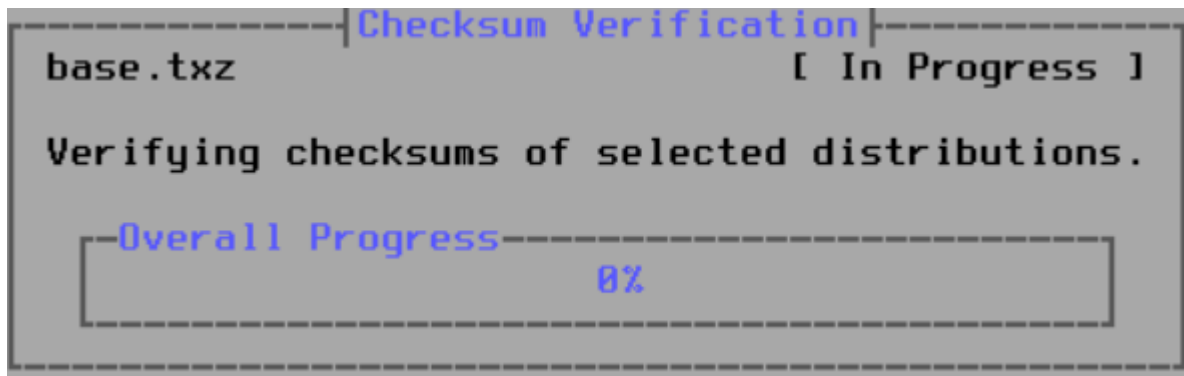 Checksum Verification
base.txz [ In Progress ]
Verifying checksums of selected distributions.
Overall Progress
0%